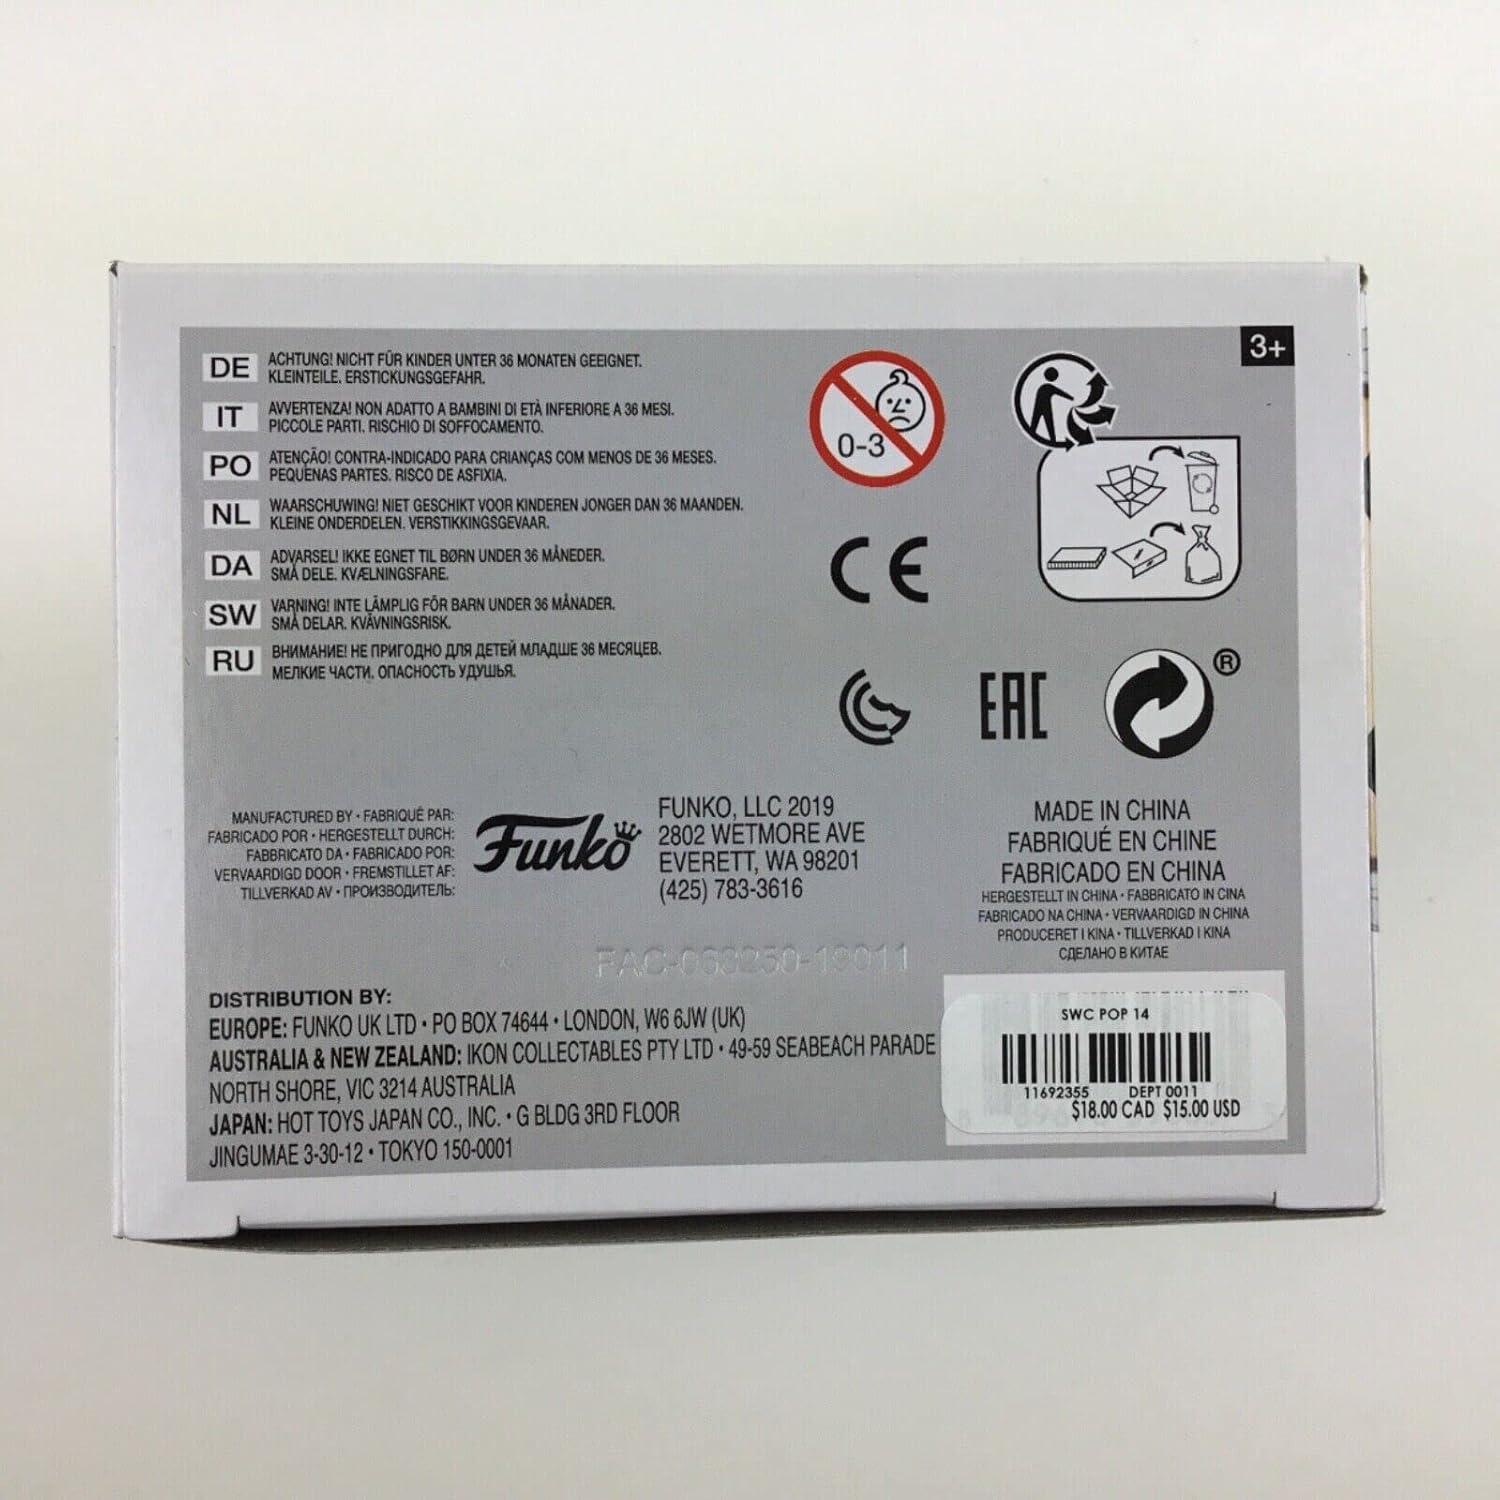 3+
DE
ACHTUNG! NICHT FÜR KINDER UNTER 36 MONATEN GEEIGNET.
KLEINTEILE. ERSTICKUNGSGEFAHR.
IT
AVVERTENZA! NON ADATTO A BAMBINI DI ETÀ INFERIORE A 36 MESI.
PICCOLE PARTI. RISCHIO DI SOFFOCAMENTO.
PO
ATENÇÃO! CONTRA-INDICADO PARA CRIANÇAS COM MENOS DE 36 MESES.
PEQUENAS PARTES. RISCO DE ASFIXIA.
NL
WAARSCHUWING! NIET GESCHIKT VOOR KINDEREN JONGER DAN 36 MAANDEN.
KLEINE ONDERDELEN. VERSTIKKINGSGEVAAR.
DA
ADVARSEL! IKKE EGNET TIL BØRN UNDER 36 MÅNEDER.
SMÅ DELE. KVÆLNINGSFARE.
SW
VARNING! INTE LÄMPLIG FÖR BARN UNDER 36 MÅNADER.
SMÅ DELAR. KVÄVNINGSRISK.
RU
ВНИМАНИЕ! НЕ ПРИГОДНО ДЛЯ ДЕТЕЙ МЛАДШЕ 36 МЕСЯЦЕВ.
МЕЛКИЕ ЧАСТИ. ОПАСНОСТЬ УДУШЬЯ.
0-3
CE
EAC
®
MANUFACTURED BY • FABRIQUÉ PAR:
FABRICADO POR • HERGESTELLT DURCH:
FABBRICATO DA • FABRICADO POR:
VERVAARDIGD DOOR • FREMSTILLET AF:
TILLVERKAD AV • ПРОИЗВОДИТЕЛЬ:
Funko
FUNKO, LLC 2019
2802 WETMORE AVE
EVERETT, WA 98201
(425) 783-3616
MADE IN CHINA
FABRIQUÉ EN CHINE
FABRICADO EN CHINA
HERGESTELLT IN CHINA • FABBRICATO IN CINA
FABRICADO NA CHINA • VERVAARDIGD IN CHINA
PRODUCERET I KINA • TILLVERKAD I KINA
СДЕЛАНО В КИТАЕ
FAC-063250-19011
DISTRIBUTION BY:
EUROPE: FUNKO UK LTD • PO BOX 74644 • LONDON, W6 6JW (UK)
AUSTRALIA & NEW ZEALAND: IKON COLLECTABLES PTY LTD • 49-59 SEABEACH PARADE
NORTH SHORE, VIC 3214 AUSTRALIA
JAPAN: HOT TOYS JAPAN CO., INC. • G BLDG 3RD FLOOR
JINGUMAE 3-30-12 • TOKYO 150-0001
SWC POP 14
11692355 DEPT 0011
$18.00 CAD $15.00 USD